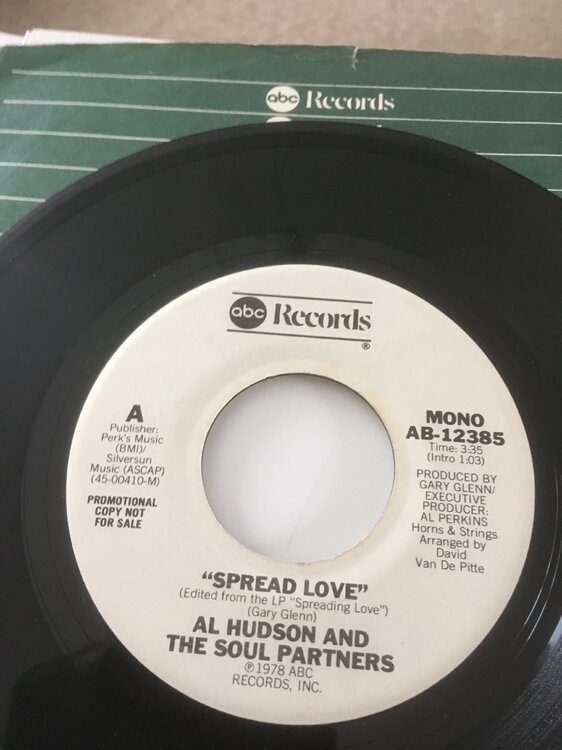 abc Records
abc Records
®
A
Publisher:
Perk's Music
(BMI)/
Silversun
Music (ASCAP)
(45-00410-M)
PROMOTIONAL
COPY NOT
FOR SALE
MONO
AB-12385
Time: 3:35
(Intro 1:03)
PRODUCED BY
GARY GLENN/
EXECUTIVE
PRODUCER:
AL PERKINS
Horns & Strings
Arranged by
David
Van De Pitte
"SPREAD LOVE"
(Edited from the LP "Spreading Love")
(Gary Glenn)
AL HUDSON AND
THE SOUL PARTNERS
℗1978 ABC
RECORDS, INC.